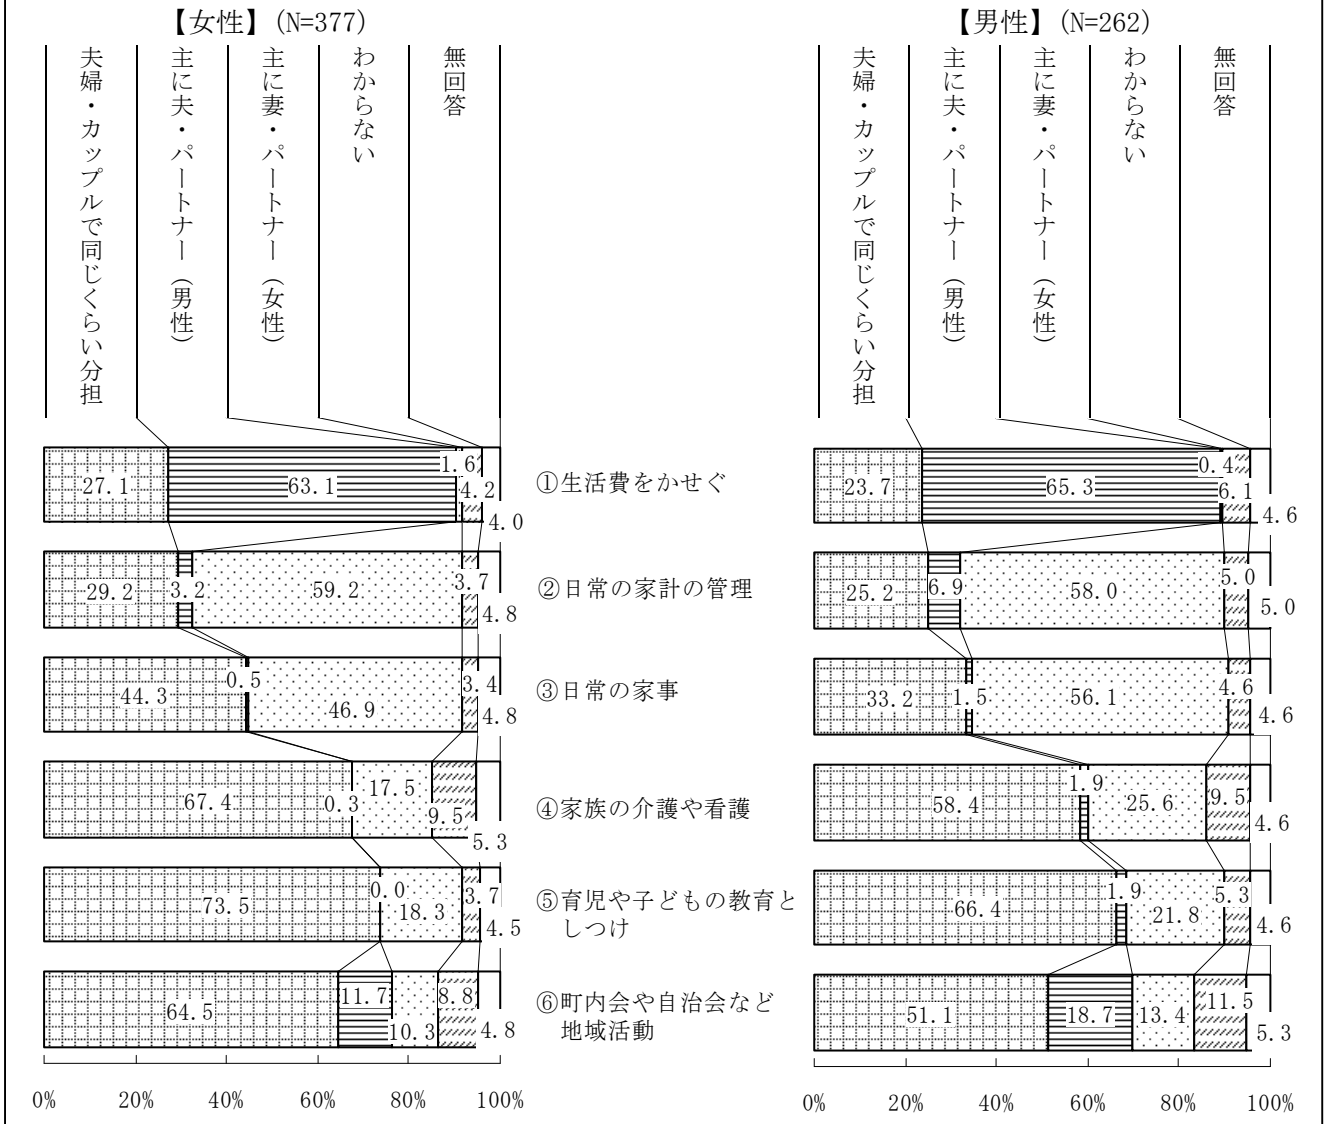 【女性】(N=377)
【男性】(N=262)
夫婦・カップルで同じくらい分担
主に夫・パートナー(男性)
主に妻・パートナー(女性)
わからない
無回答
夫婦・カップルで同じくらい分担
主に夫・パートナー(男性)
主に妻・パートナー(女性)
わからない
無回答
27.1 63.1 1.6 4.2 4.0
①生活費をかせぐ
23.7 65.3 0.4 6.1 4.6
29.2 3.2 59.2 3.7 4.8
②日常の家計の管理
25.2 6.9 58.0 5.0 5.0
44.3 0.5 46.9 3.4 4.8
③日常の家事
33.2 1.5 56.1 4.6 4.6
67.4 0.3 17.5 9.5 5.3
④家族の介護や看護
58.4 1.9 25.6 9.5 4.6
73.5 0.0 18.3 3.7 4.5
⑤育児や子どもの教育と
しつけ
66.4 1.9 21.8 5.3 4.6
64.5 11.7 10.3 8.8 4.8
⑥町内会や自治会など
地域活動
51.1 18.7 13.4 11.5 5.3
0% 20% 40% 60% 80% 100%
0% 20% 40% 60% 80% 100%